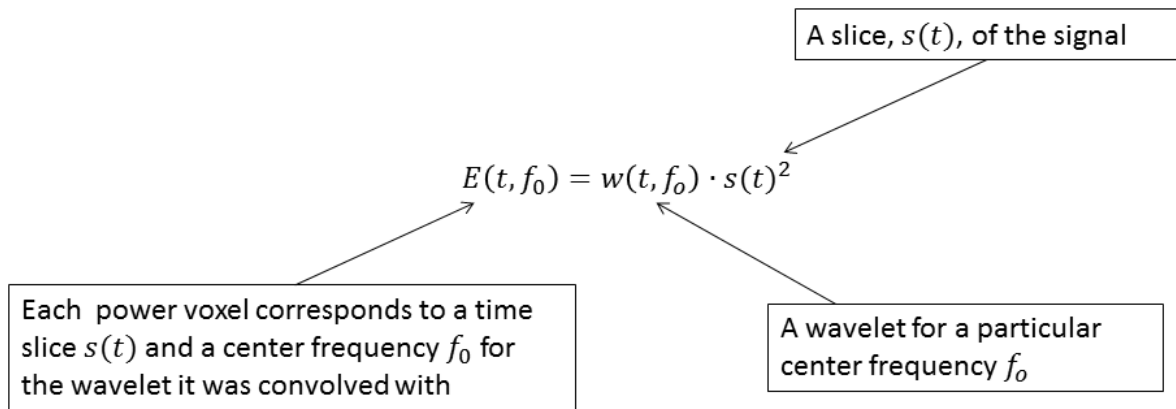 A slice, s(t), of the signal
E(t, f₀) = w(t, fₒ) · s(t)²
Each power voxel corresponds to a time
slice s(t) and a center frequency f₀ for
the wavelet it was convolved with
A wavelet for a particular
center frequency fₒ